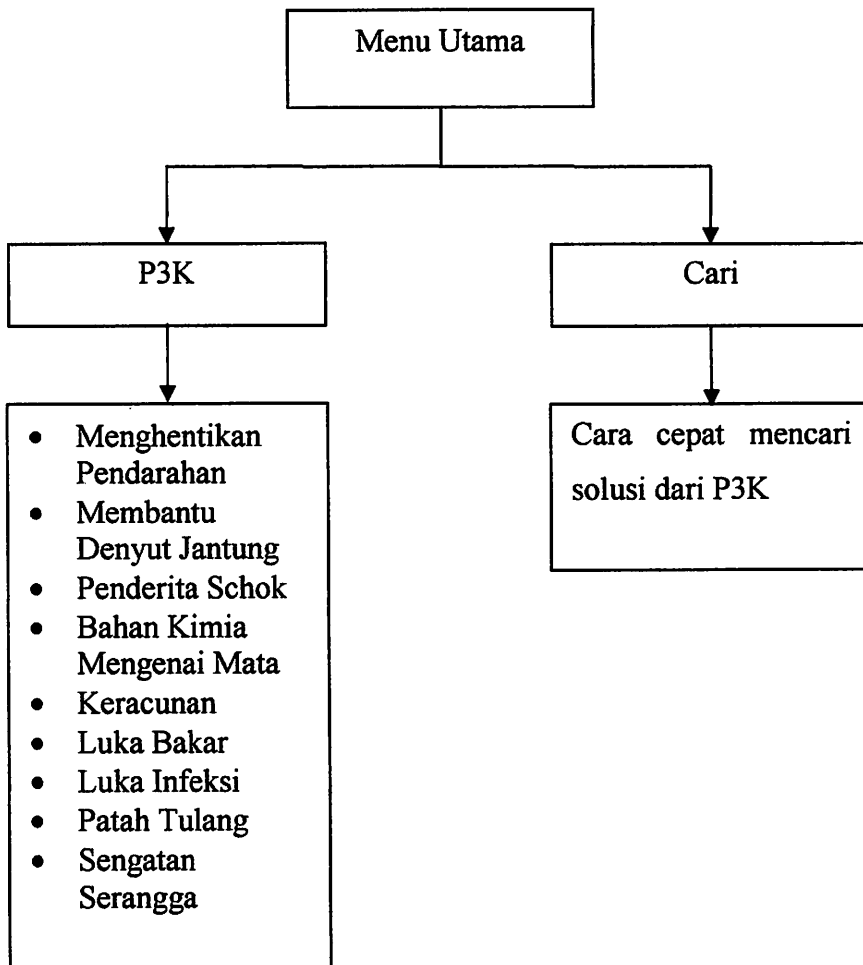 Menu Utama
P3K
Cari
• Menghentikan
Pendarahan
• Membantu
Denyut Jantung
• Penderita Schok
• Bahan Kimia
Mengenai Mata
• Keracunan
• Luka Bakar
• Luka Infeksi
• Patah Tulang
• Sengatan
Serangga
Cara cepat mencari
solusi dari P3K